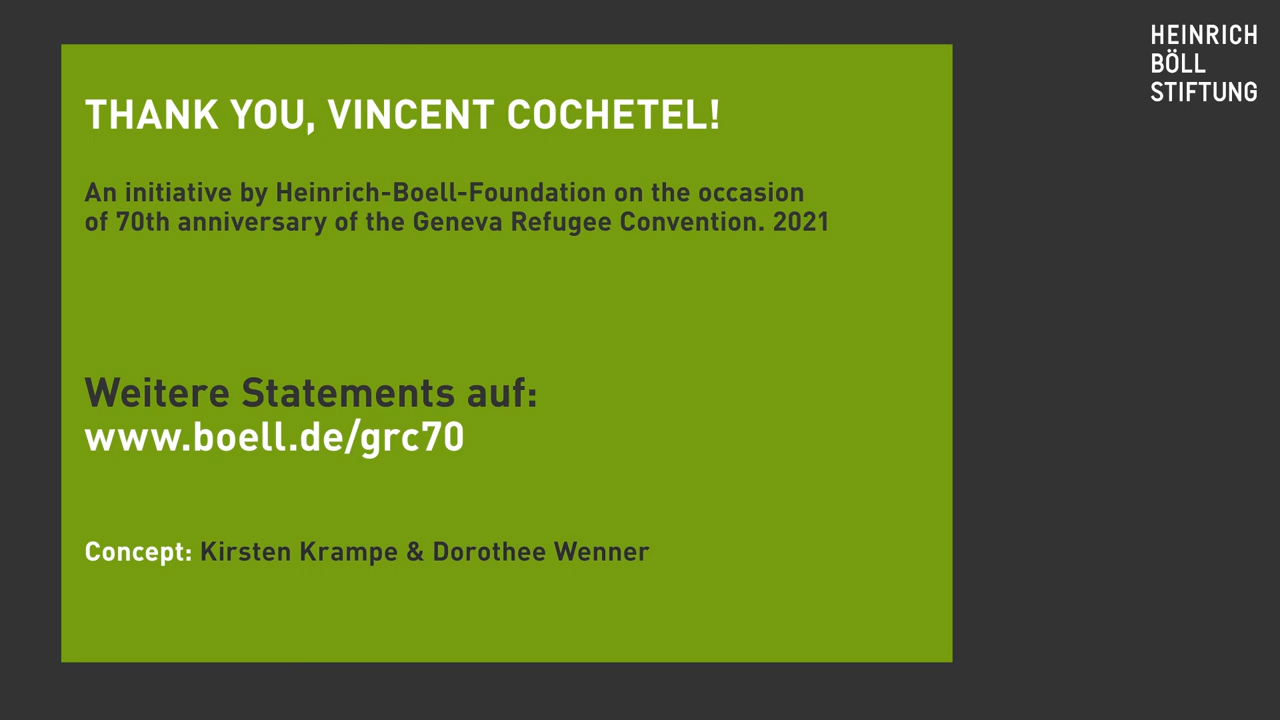 HEINRICH
BÖLL
STIFTUNG
THANK YOU, VINCENT COCHETEL!
An initiative by Heinrich-Boell-Foundation on the occasion
of 70th anniversary of the Geneva Refugee Convention. 2021
Weitere Statements auf:
www.boell.de/grc70
Concept: Kirsten Krampe & Dorothee Wenner